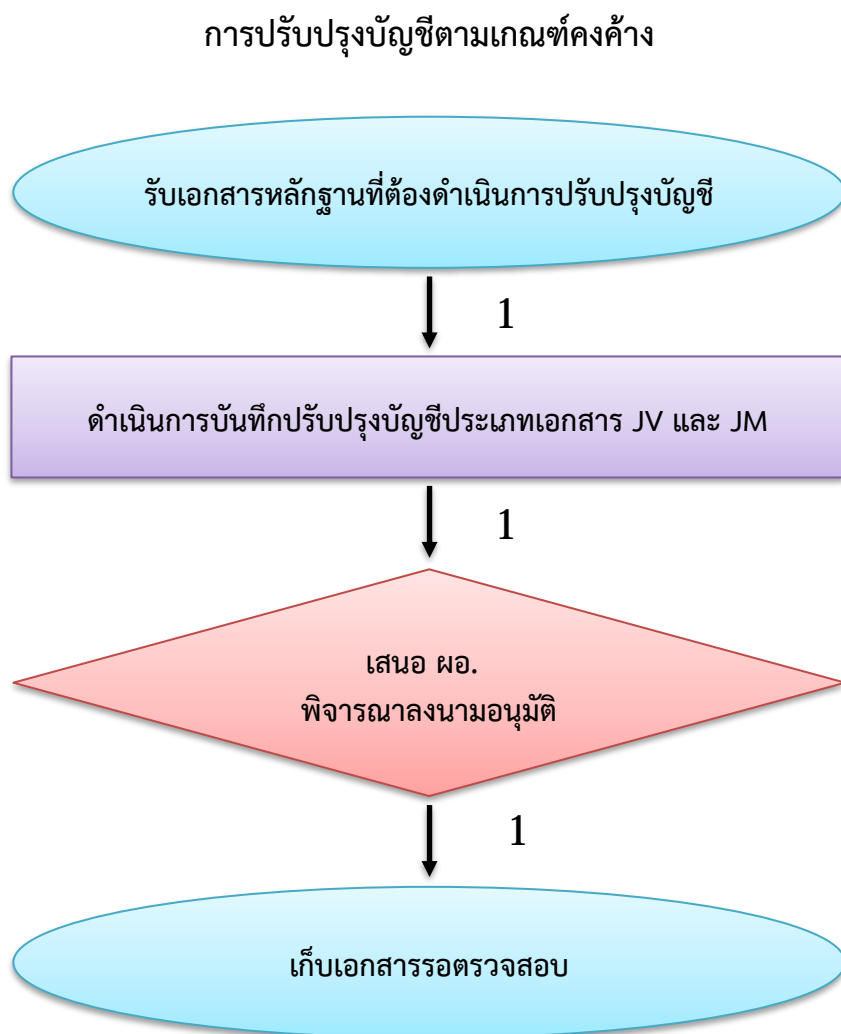 การปรับปรุงบัญชีตามเกณฑ์คงค้าง
รับเอกสารหลักฐานที่ต้องดำเนินการปรับปรุงบัญชี
1
ดำเนินการบันทึกปรับปรุงบัญชีประเภทเอกสาร JV และ JM
1
เสนอ ผอ.
พิจารณาลงนามอนุมัติ
1
เก็บเอกสารรอตรวจสอบ